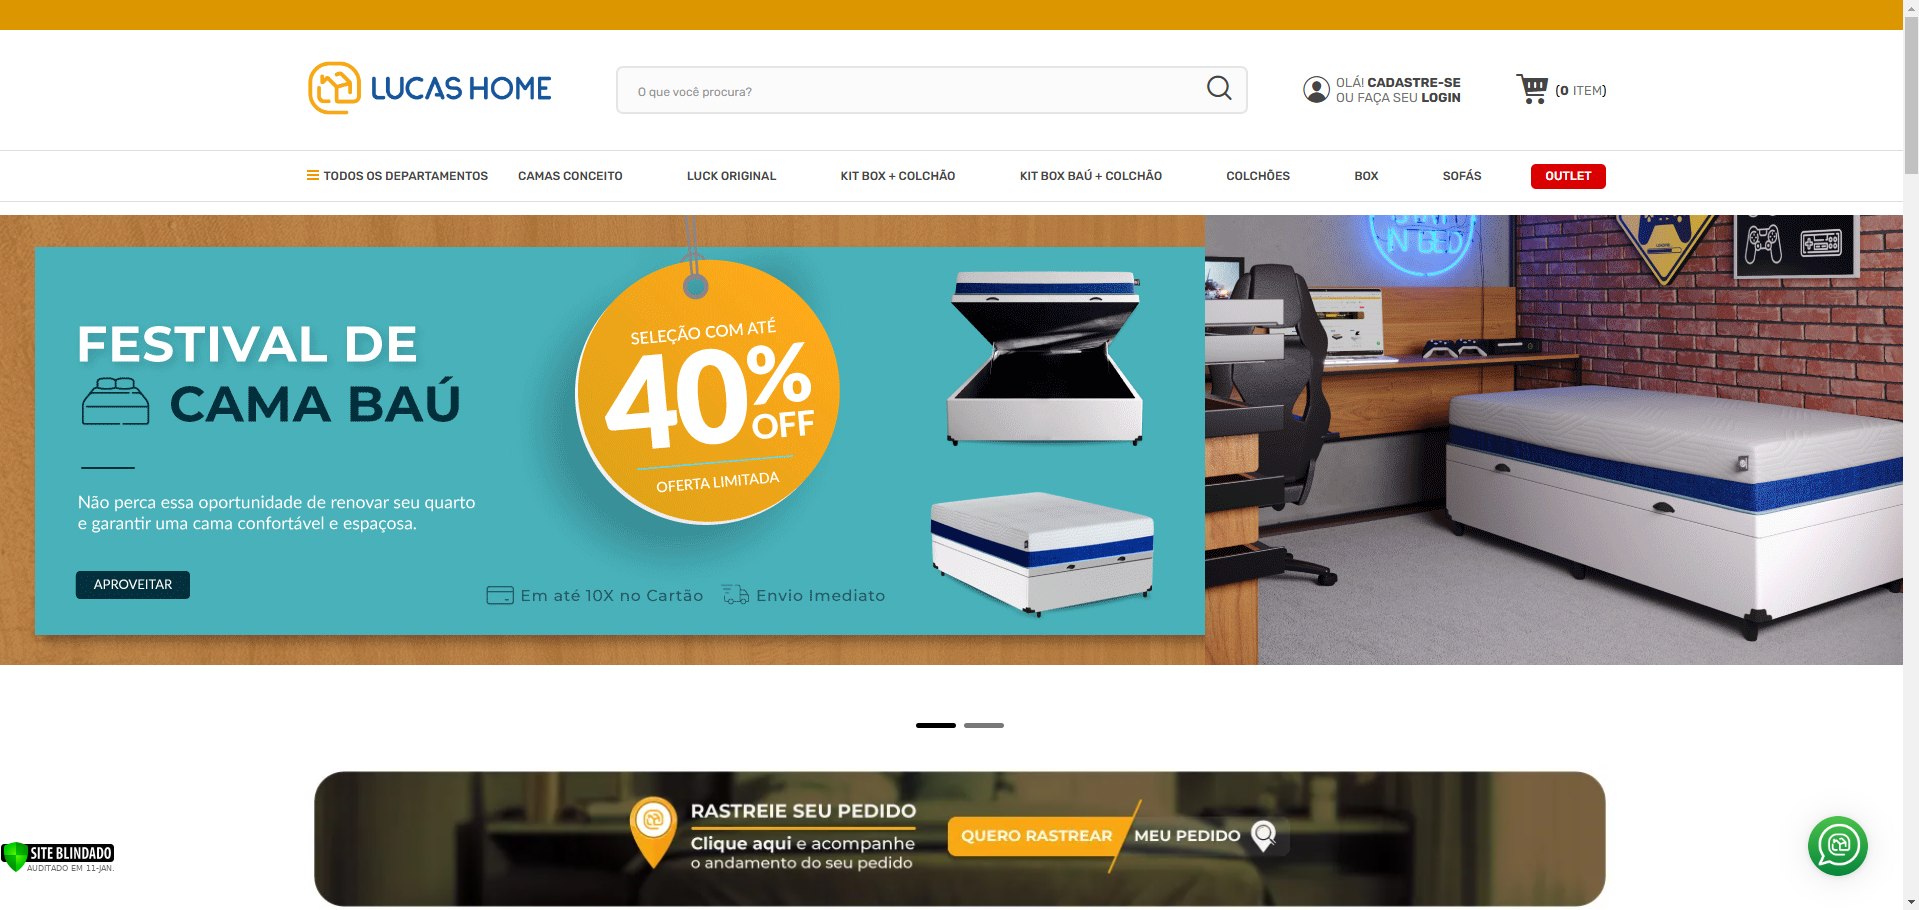 LUCAS HOME
O que você procura?
OLÁ! CADASTRE-SE
OU FAÇA SEU LOGIN
(0 ITEM)
TODOS OS DEPARTAMENTOS
CAMAS CONCEITO
LUCK ORIGINAL
KIT BOX + COLCHÃO
KIT BOX BAÚ + COLCHÃO
COLCHÕES
BOX
SOFÁS
OUTLET
FESTIVAL DE
CAMA BAÚ
Não perca essa oportunidade de renovar seu quarto
e garantir uma cama confortável e espaçosa.
APROVEITAR
SELEÇÃO COM ATÉ
40%
OFF
OFERTA LIMITADA
Em até 10X no Cartão
Envio Imediato
RASTREIE SEU PEDIDO
Clique aqui e acompanhe
o andamento do seu pedido
QUERO RASTREAR
MEU PEDIDO
SITE BLINDADO
AUDITADO EM 11-JAN.